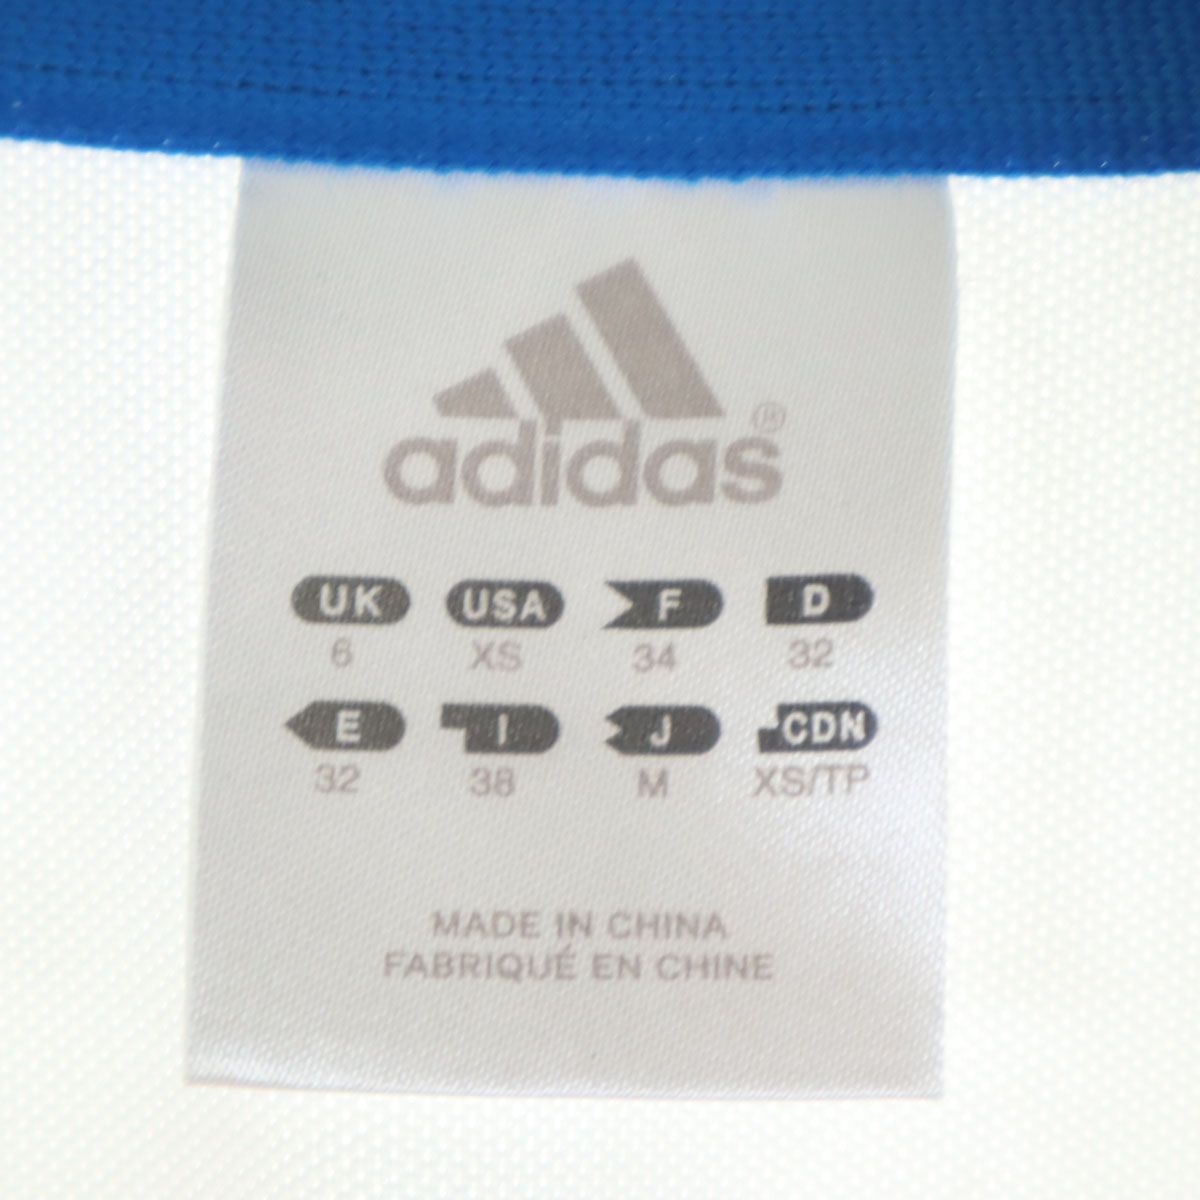 adidas®
UK USA F D
6 XS 34 32
E I J CDN
32 38 M XS/TP
MADE IN CHINA
FABRIQUÉ EN CHINE